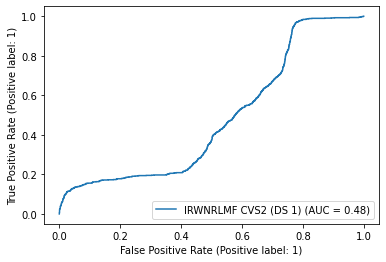 1.0
0.8
0.6
0.4
0.2
0.0
True Positive Rate (Positive label: 1)
IRWNRLMF CVS2 (DS 1) (AUC = 0.48)
0.0 0.2 0.4 0.6 0.8 1.0
False Positive Rate (Positive label: 1)